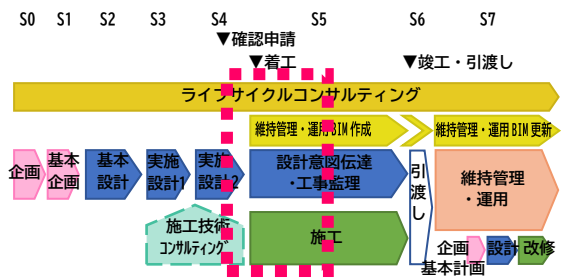 S0 S1 S2 S3 S4 S5 S6 S7
▼確認申請
▼着工 ▼竣工・引渡し
ライフサイクルコンサルティング
維持管理・運用BIM作成 維持管理・運用BIM更新
企画
基本
企画
基本
設計
実施
設計1
実施
設計2
設計意図伝達
・工事監理
引渡し
維持管理
・運用
施工技術
コンサルティング
施工
企画 設計 改修
基本計画